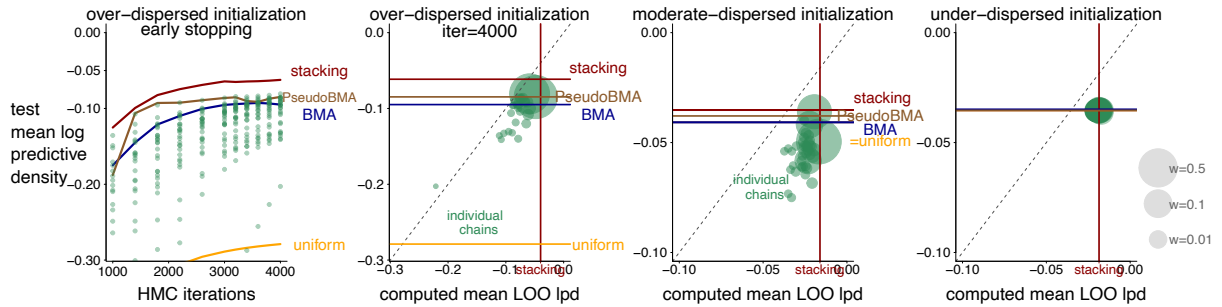 over-dispersed initialization
early stopping
test
mean log
predictive
density
0.00
−0.05
−0.10
−0.20
−0.30
stacking
PseudoBMA
BMA
uniform
1000
2000
3000
4000
HMC iterations
over-dispersed initialization
iter=4000
0.00
−0.1
−0.2
−0.3
stacking
PseudoBMA
BMA
individual
chains
uniform
−0.3
−0.2
−0.1
0.0
stacking
computed mean LOO lpd
moderate-dispersed initialization
0.00
−0.05
−0.10
stacking
PseudoBMA
BMA
=uniform
individual
chains
−0.10
−0.05
0.00
stacking
computed mean LOO lpd
under-dispersed initialization
0.00
−0.05
−0.10
w=0.5
w=0.1
w=0.01
−0.10
−0.05
0.00
stacking
computed mean LOO lpd